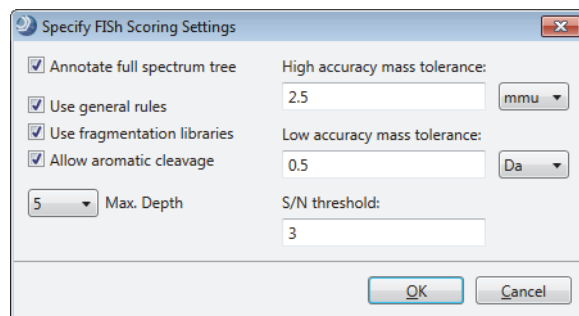 Specify FISh Scoring Settings
Annotate full spectrum tree
Use general rules
Use fragmentation libraries
Allow aromatic cleavage
5 Max. Depth
High accuracy mass tolerance:
2.5 mmu
Low accuracy mass tolerance:
0.5 Da
S/N threshold:
3
OK Cancel